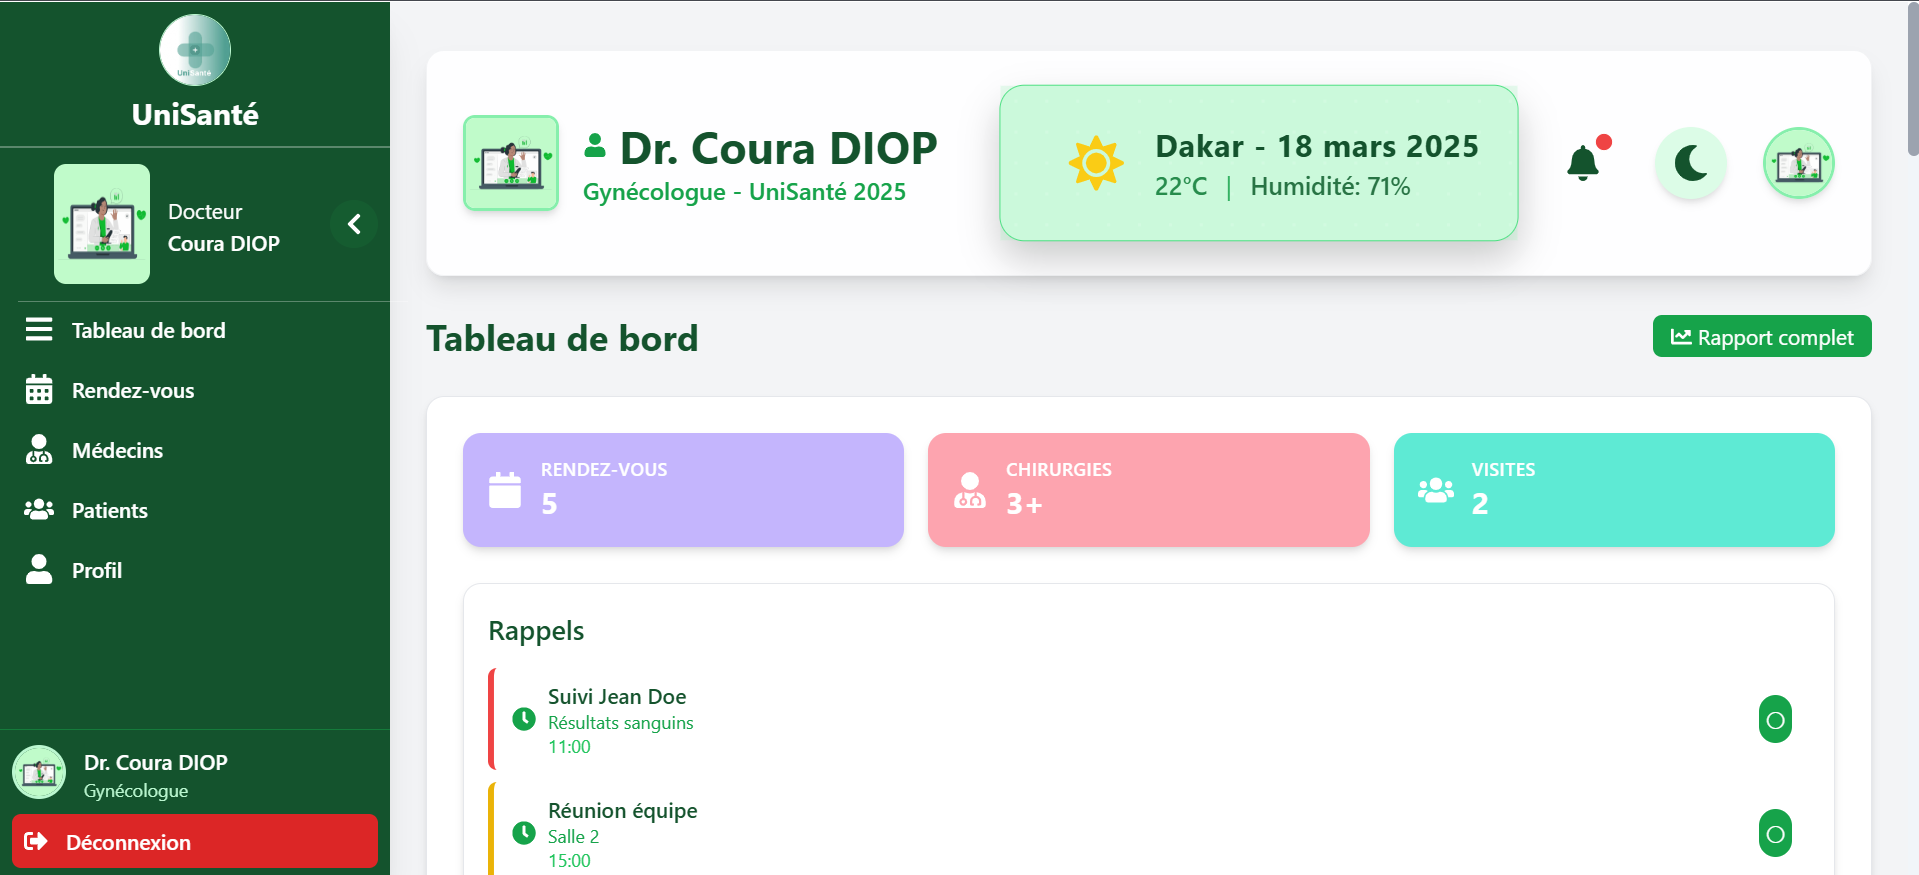 UniSanté
UniSanté
Docteur
Coura DIOP
Tableau de bord
Rendez-vous
Médecins
Patients
Profil
Dr. Coura DIOP
Gynécologue
Déconnexion
Dr. Coura DIOP
Gynécologue - UniSanté 2025
Dakar - 18 mars 2025
22°C | Humidité: 71%
Tableau de bord
Rapport complet
RENDEZ-VOUS
5
CHIRURGIES
3+
VISITES
2
Rappels
Suivi Jean Doe
Résultats sanguins
11:00
Réunion équipe
Salle 2
15:00